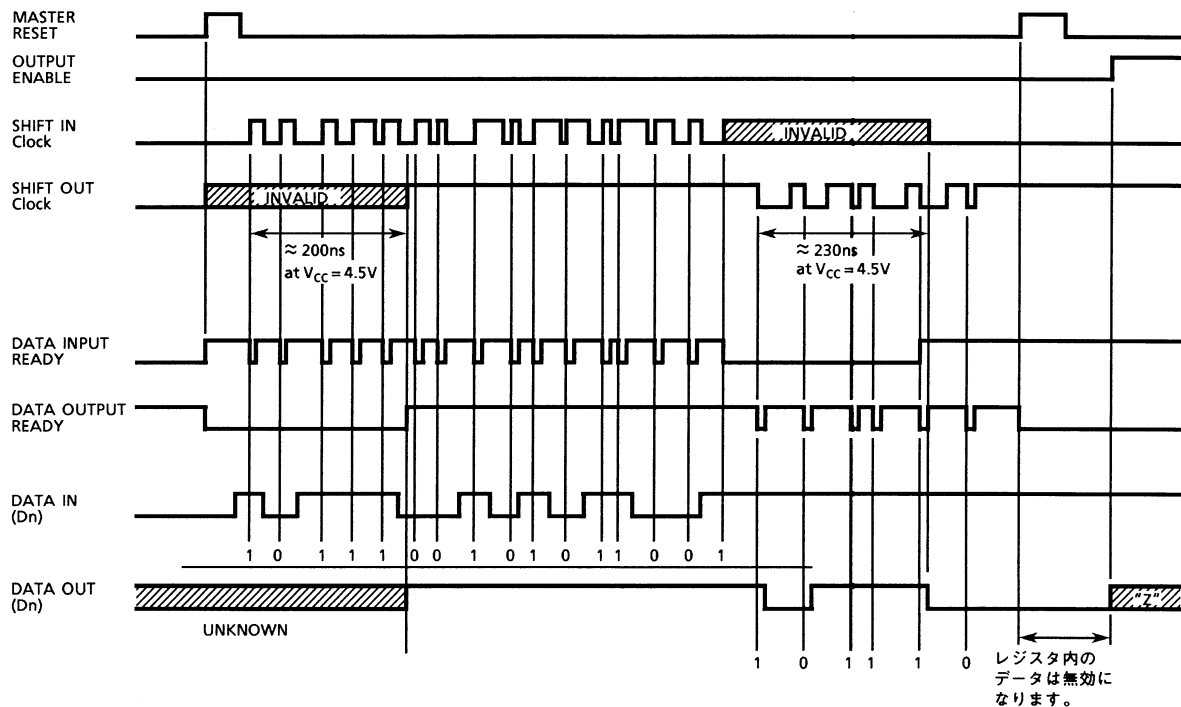 MASTER
RESET
OUTPUT
ENABLE
SHIFT IN
Clock
INVALID
SHIFT OUT
Clock
INVALID
≈ 200ns
at VCC = 4.5V
≈ 230ns
at VCC = 4.5V
DATA INPUT
READY
DATA OUTPUT
READY
DATA IN
(Dn)
1 0 1 1 1 0 0 1 0 1 0 1 1 0 0 1
DATA OUT
(Dn)
"Z"
UNKNOWN
1 0 1 1 1 0
レジスタ内の
データは無効に
なります。